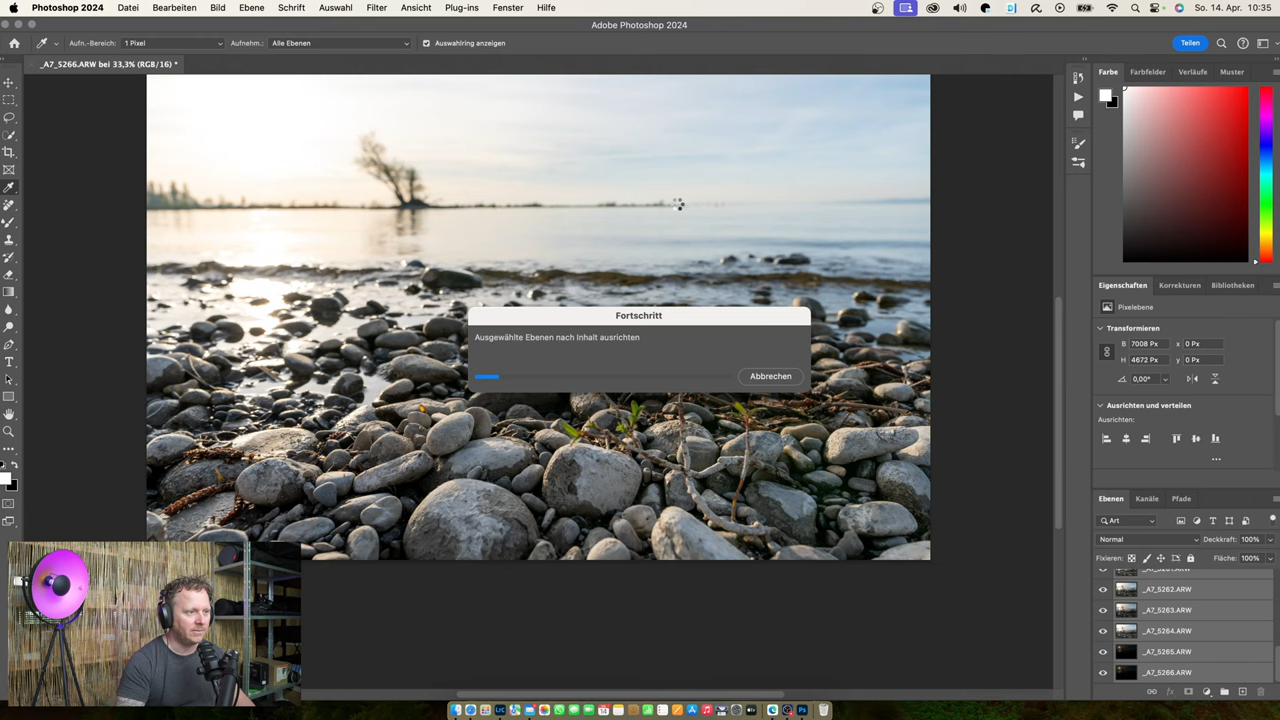 Photoshop 2024 Datei Bearbeiten Bild Ebene Schrift Auswahl Filter Ansicht Plug-ins Fenster Hilfe So. 14. Apr. 10:35
Adobe Photoshop 2024
Aufn.-Bereich: 1 Pixel Aufnehm.: Alle Ebenen Auswahlring anzeigen Teilen
_A7_5266.ARW bei 33,3% (RGB/16) *
Farbe Farbfelder Verläufe Muster
Eigenschaften Korrekturen Bibliotheken
Pixelebene
Transformieren
B 7008 Px x 0 Px
H 4672 Px y 0 Px
0,00°
Ausrichten und verteilen
Ausrichten:
Fortschritt
Ausgewählte Ebenen nach Inhalt ausrichten
Abbrechen
Ebenen Kanäle Pfade
Art
Normal Deckkraft: 100%
Fixieren: Fläche: 100%
_A7_5262.ARW
_A7_5263.ARW
_A7_5264.ARW
_A7_5265.ARW
_A7_5266.ARW